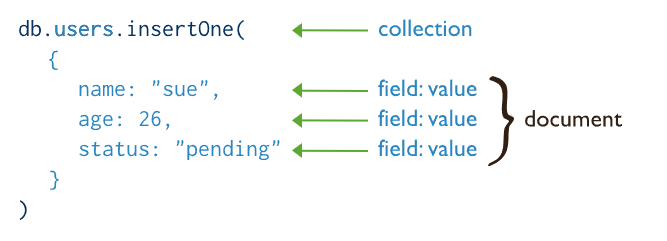 db.users.insertOne( collection
{
name: "sue", field: value
age: 26, field: value
status: "pending" field: value
} document
)